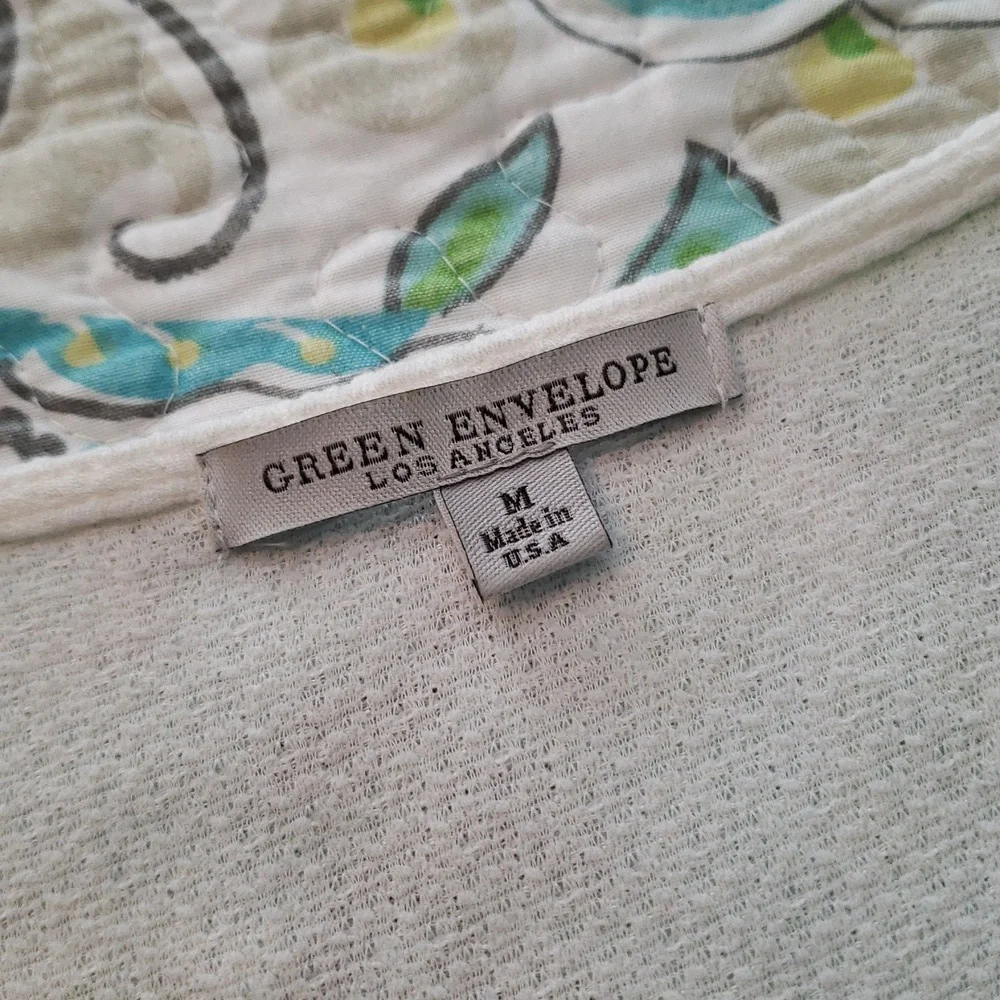 GREEN ENVELOPE
LOS ANGELES
M
Made in
U.S.A